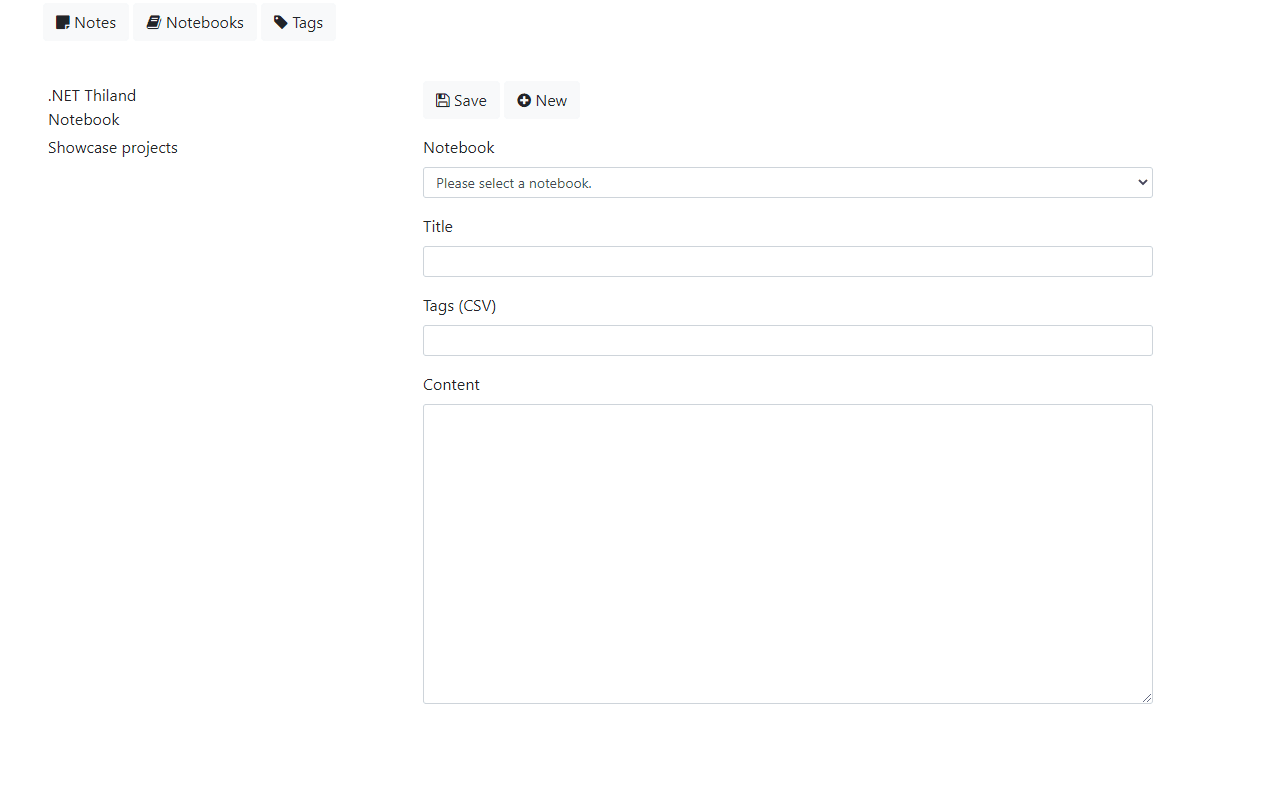 Notes Notebooks Tags
.NET Thiland
Notebook
Showcase projects
Save New
Notebook
Please select a notebook.
Title
Tags (CSV)
Content